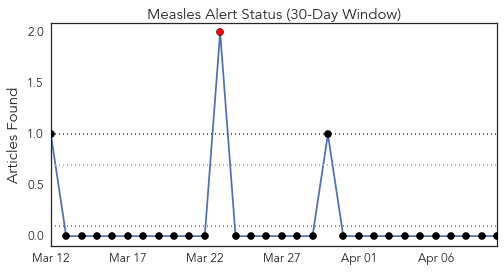 Measles Alert Status (30-Day Window)
Articles Found
2.0
1.5
1.0
0.5
0.0
Mar 12 Mar 17 Mar 22 Mar 27 Apr 01 Apr 06